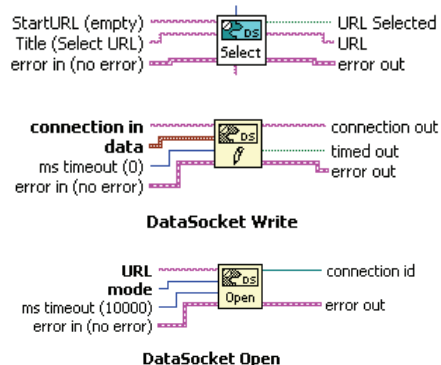 StartURL (empty)
Title (Select URL)
error in (no error)
DS
Select
URL Selected
URL
error out
connection in
data
ms timeout (0)
error in (no error)
DS
connection out
timed out
error out
DataSocket Write
URL
mode
ms timeout (10000)
error in (no error)
DS
Open
connection id
error out
DataSocket Open